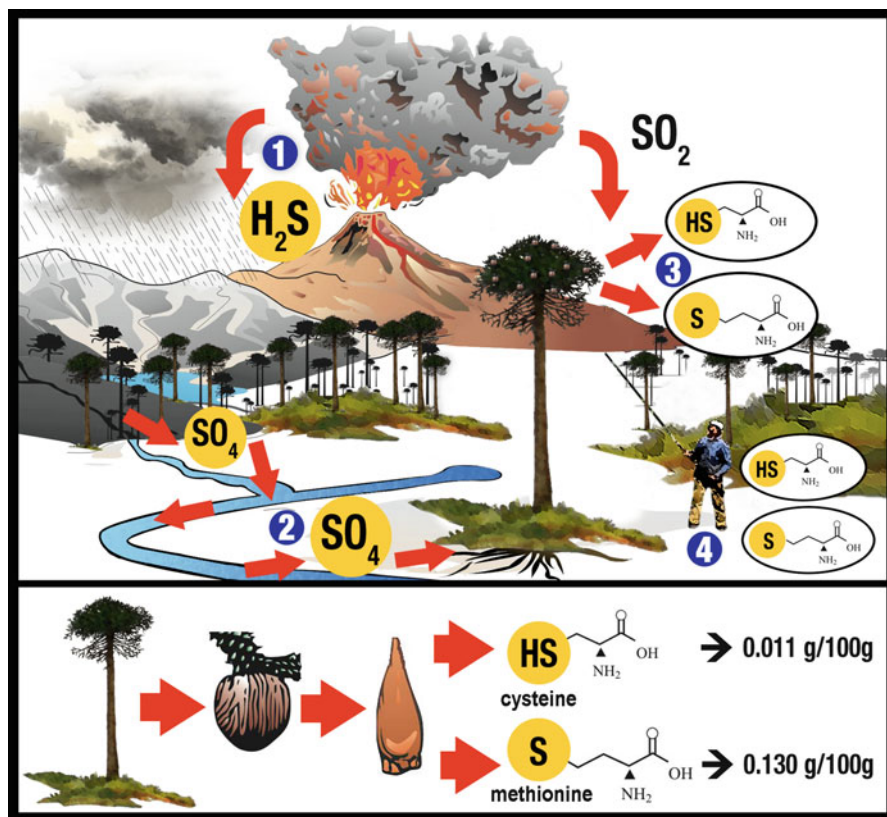 1
H₂S
SO₂
HS
O
OH
NH₂
3
S
O
OH
NH₂
SO₄
2
SO₄
HS
O
OH
NH₂
4
S
O
OH
NH₂
HS
O
OH
NH₂
cysteine
→ 0.011 g/100g
S
O
OH
NH₂
methionine
→ 0.130 g/100g